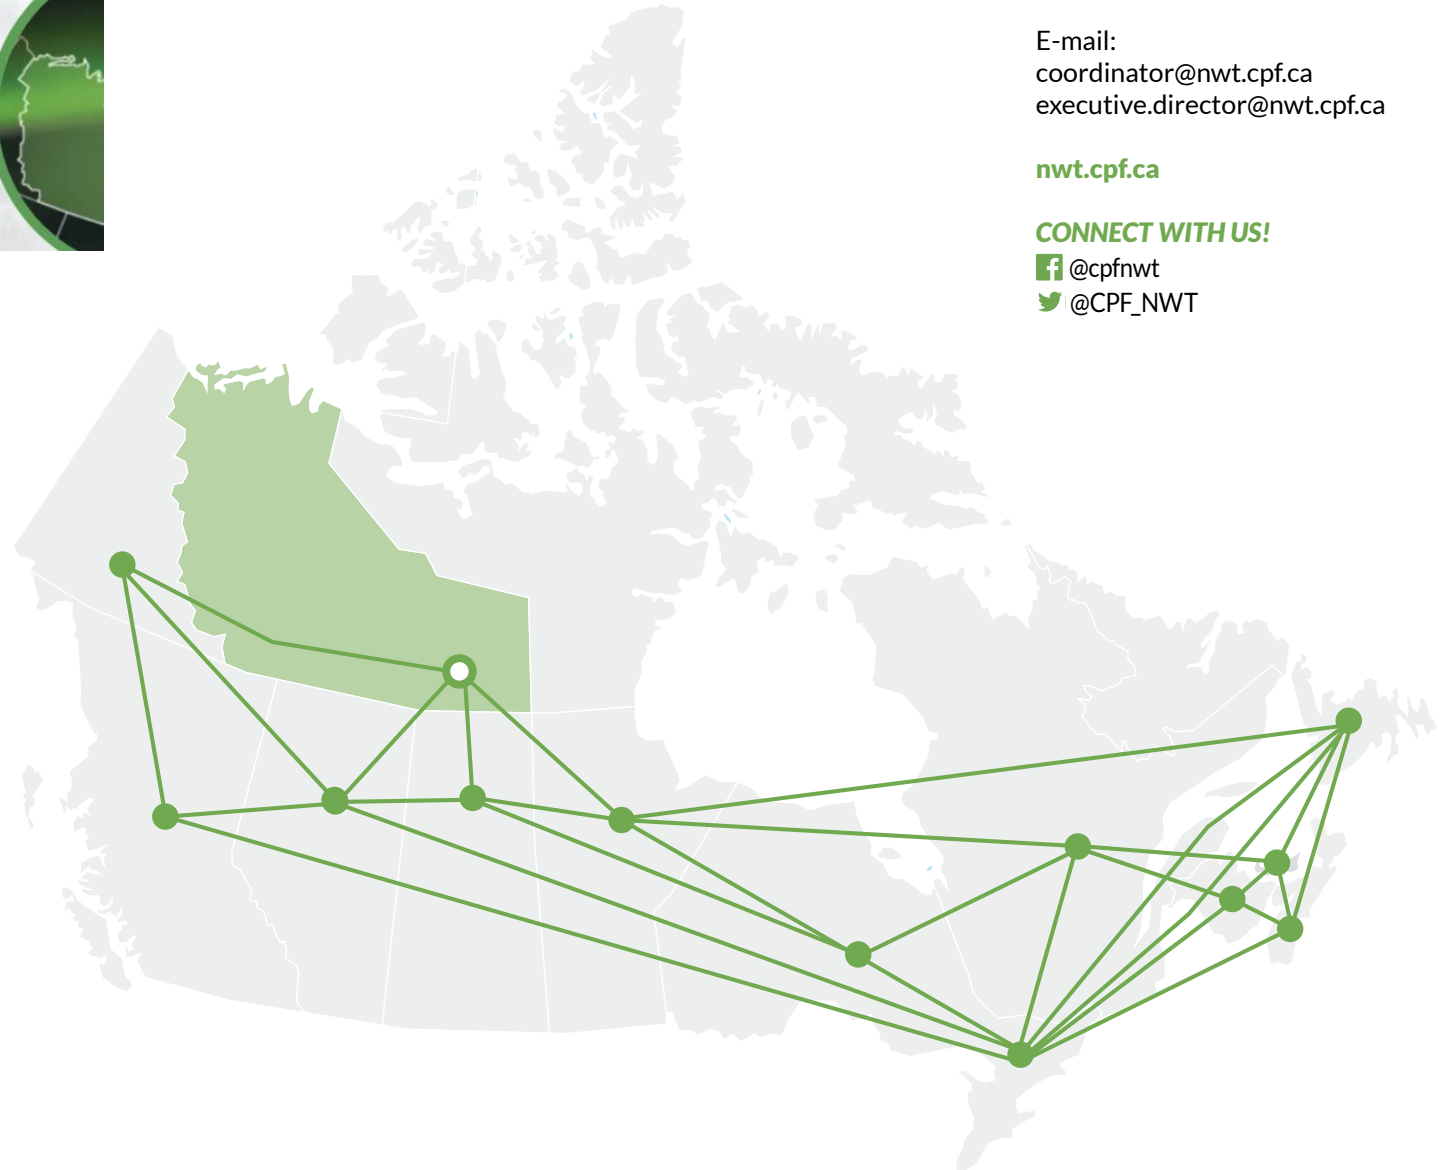 E-mail:
coordinator@nwt.cpf.ca
executive.director@nwt.cpf.ca
nwt.cpf.ca
CONNECT WITH US!
@cpfnwt
@CPF_NWT